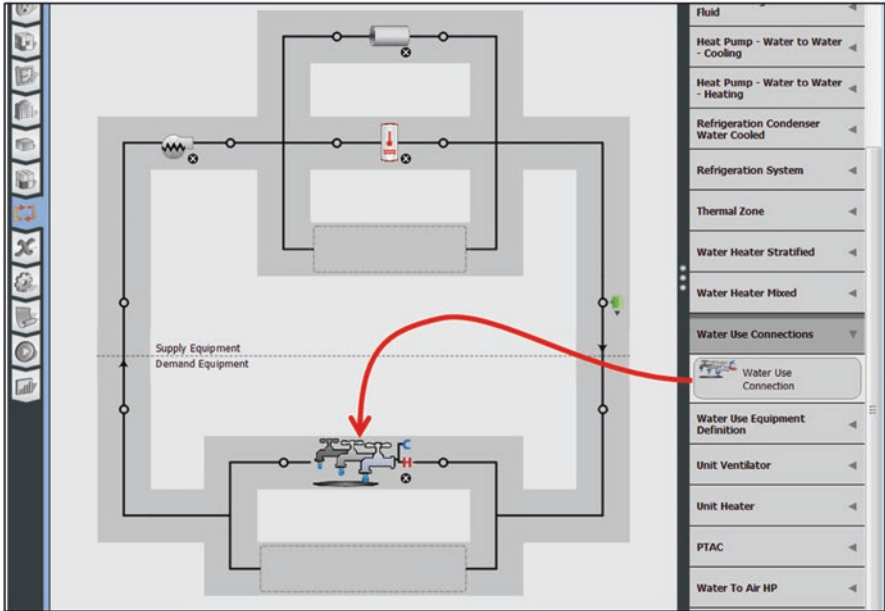 Fluid
Heat Pump - Water to Water
- Cooling
Heat Pump - Water to Water
- Heating
Refrigeration Condenser
Water Cooled
Refrigeration System
Thermal Zone
Water Heater Stratified
Water Heater Mixed
Supply Equipment
Demand Equipment
Water Use Connections
Water Use
Connection
C
H
Water Use Equipment
Definition
Unit Ventilator
Unit Heater
PTAC
Water To Air HP